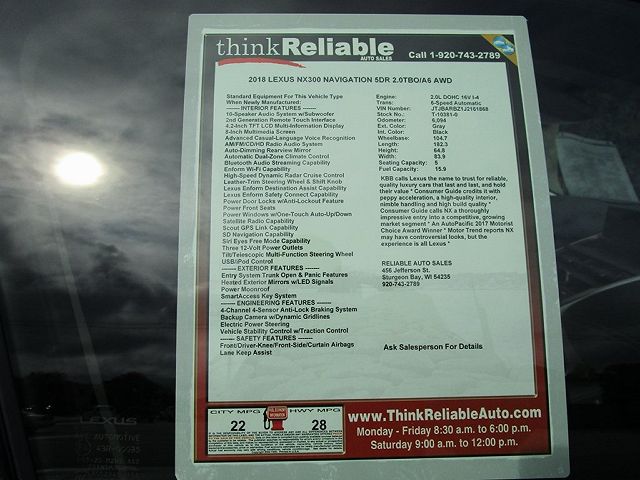 thinkReliable
AUTO SALES
Call 1-920-743-2789
2018 LEXUS NX300 NAVIGATION 5DR 2.0TBO/A6 AWD
Standard Equipment For This Vehicle Type
When Newly Manufactured:
------- INTERIOR FEATURES -------
10-Speaker Audio System w/Subwoofer
2nd Generation Remote Touch Interface
4.2-Inch TFT LCD Multi-Information Display
8-Inch Multimedia Screen
Advanced Casual-Language Voice Recognition
AM/FM/CD/HD Radio Audio System
Auto-Dimming Rearview Mirror
Automatic Dual-Zone Climate Control
Bluetooth Audio Streaming Capability
Enform Wi-Fi Capability
High-Speed Dynamic Radar Cruise Control
Leather-Trim Steering Wheel & Shift Knob
Lexus Enform Destination Assist Capability
Lexus Enform Safety Connect Capability
Power Door Locks w/Anti-Lockout Feature
Power Front Seats
Power Windows w/One-Touch Auto-Up/Down
Satellite Radio Capability
Scout GPS Link Capability
SD Navigation Capability
Siri Eyes Free Mode Capability
Three 12-Volt Power Outlets
Tilt/Telescopic Multi-Function Steering Wheel
USB/iPod Control
------- EXTERIOR FEATURES -------
Entry System Trunk Open & Panic Features
Heated Exterior Mirrors w/LED Signals
Power Moonroof
SmartAccess Key System
------- ENGINEERING FEATURES -------
4-Channel 4-Sensor Anti-Lock Braking System
Backup Camera w/Dynamic Gridlines
Electric Power Steering
Vehicle Stability Control w/Traction Control
------- SAFETY FEATURES -------
Front/Driver-Knee/Front-Side/Curtain Airbags
Lane Keep Assist
Engine: 2.0L DOHC 16V I-4
Trans: 6-Speed Automatic
VIN Number: JTJBARBZ1J2161868
Stock No.: T-10381-0
Odometer: 6,094
Ext. Color: Gray
Int. Color: Black
Wheelbase: 104.7
Length: 182.3
Height: 64.8
Width: 83.9
Seating Capacity: 5
Fuel Capacity: 15.9
KBB calls Lexus the name to trust for reliable,
quality luxury cars that last and last, and hold
their value * Consumer Guide credits it with
peppy acceleration, a high-quality interior,
nimble handling and high build quality *
Consumer Guide calls NX a thoroughly
impressive entry into a competitive, growing
market segment * An AutoPacific 2017 Motorist
Choice Award Winner * Motor Trend reports NX
may have controversial looks, but the
experience is all Lexus *
RELIABLE AUTO SALES
456 Jefferson St.
Sturgeon Bay, WI 54235
920-743-2789
Ask Salesperson For Details
CITY MPG
22
HWY MPG
28
www.ThinkReliableAuto.com
Monday - Friday 8:30 a.m. to 6:00 p.m.
Saturday 9:00 a.m. to 12:00 p.m.
LEXUS